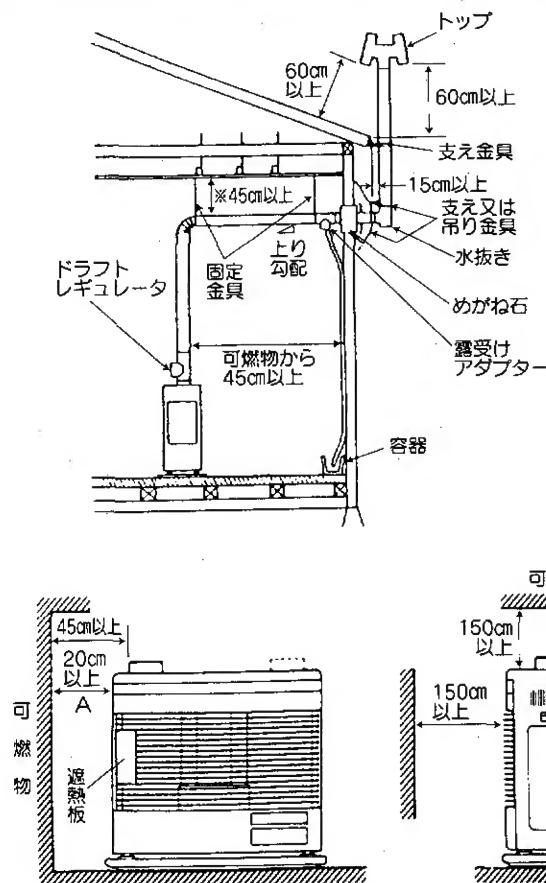 トップ
60cm
以上
60cm以上
支え金具
※45cm以上
15cm以上
支え又は
吊り金具
上り
勾配
固定
金具
水抜き
ドラフト
レギュレータ
めがね石
可燃物から
45cm以上
露受け
アダプター
容器
可
45cm以上
20cm
以上
A
可燃物
遮熱板
150cm
以上
150cm
以上